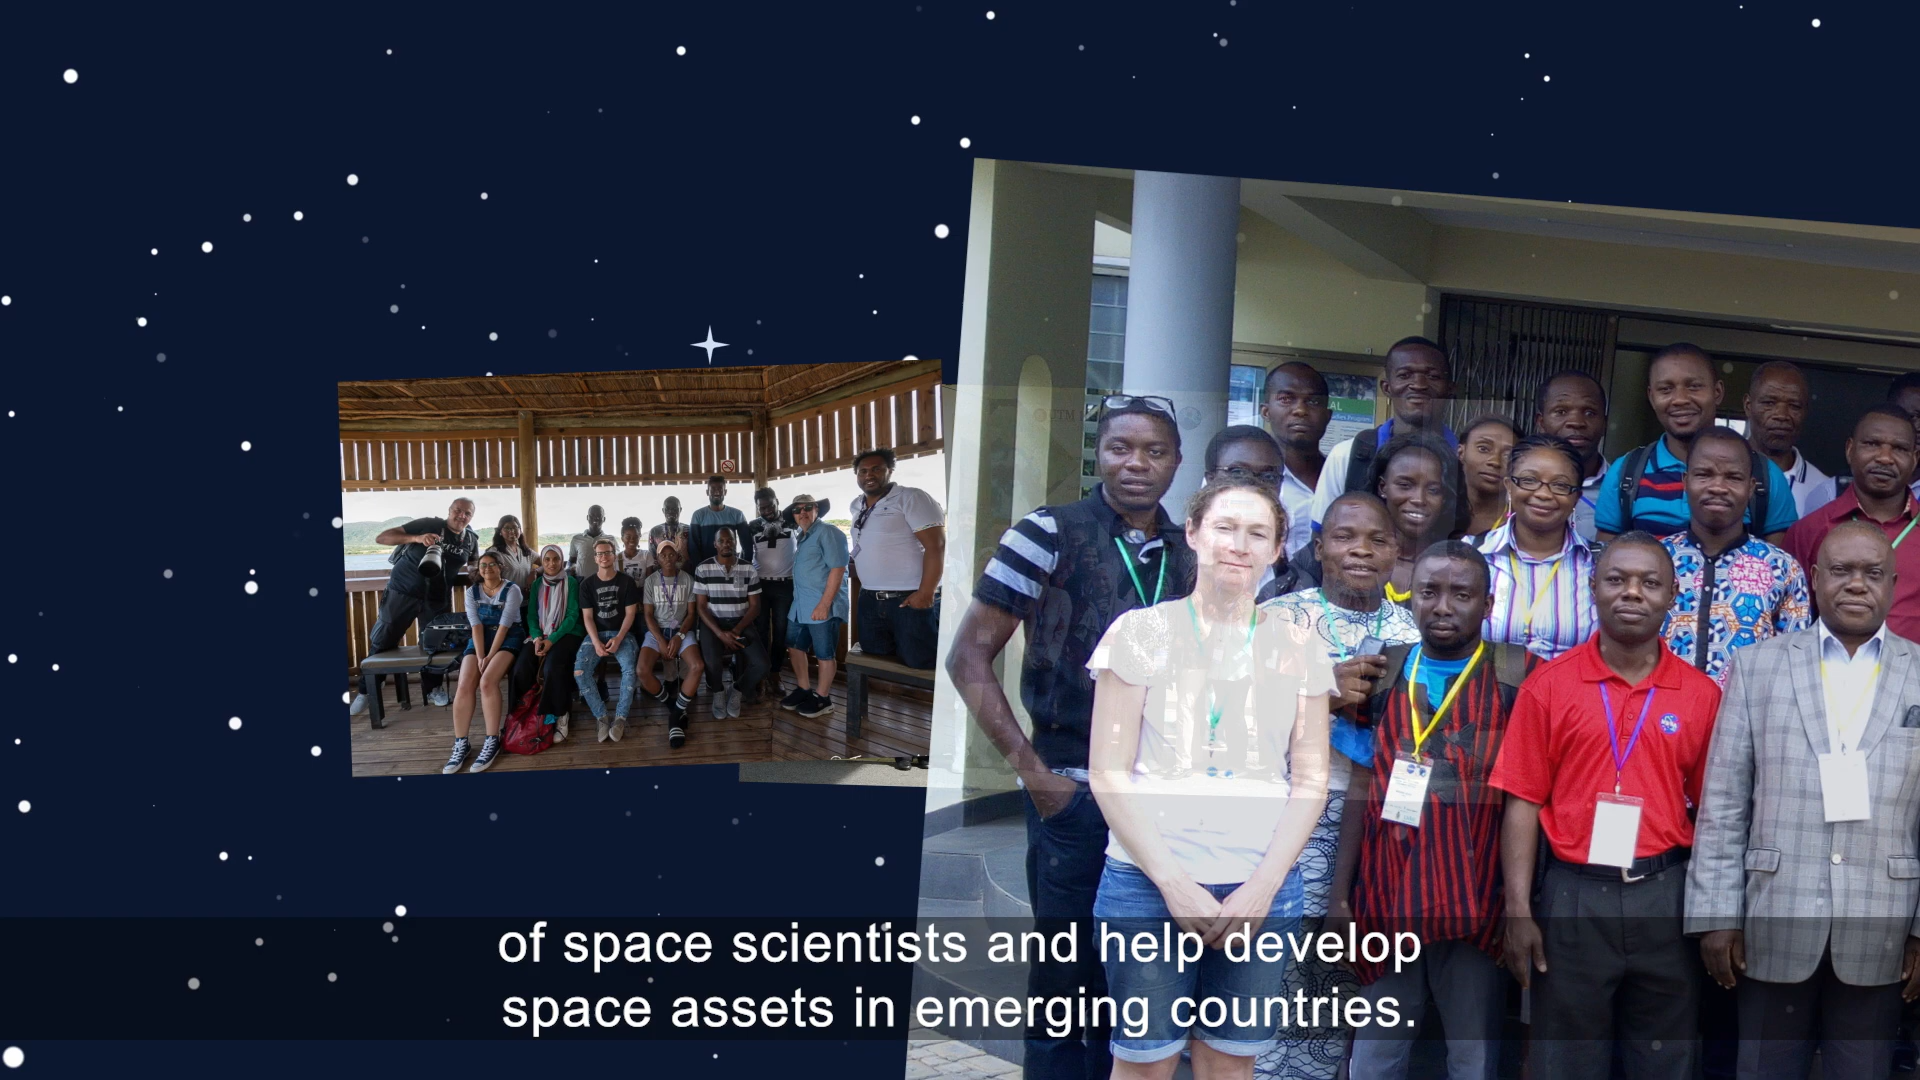 of space scientists and help develop
space assets in emerging countries.